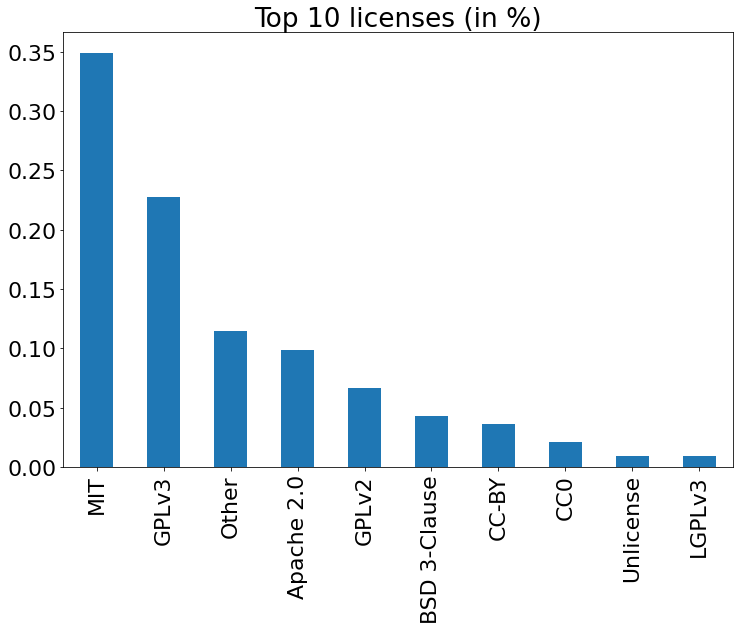 Top 10 licenses (in %)
0.35
0.30
0.25
0.20
0.15
0.10
0.05
0.00
MIT
GPLv3
Other
Apache 2.0
GPLv2
BSD 3-Clause
CC-BY
CC0
Unlicense
LGPLv3